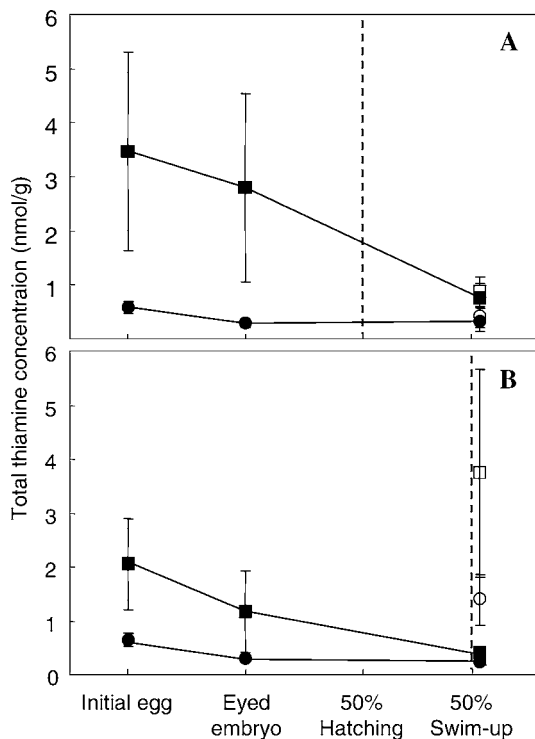 6
A
5
4
3
2
1
Total thiamine concentraion (nmol/g)
6
B
5
4
3
2
1
0
Initial egg
Eyed
embryo
50%
Hatching
50%
Swim-up